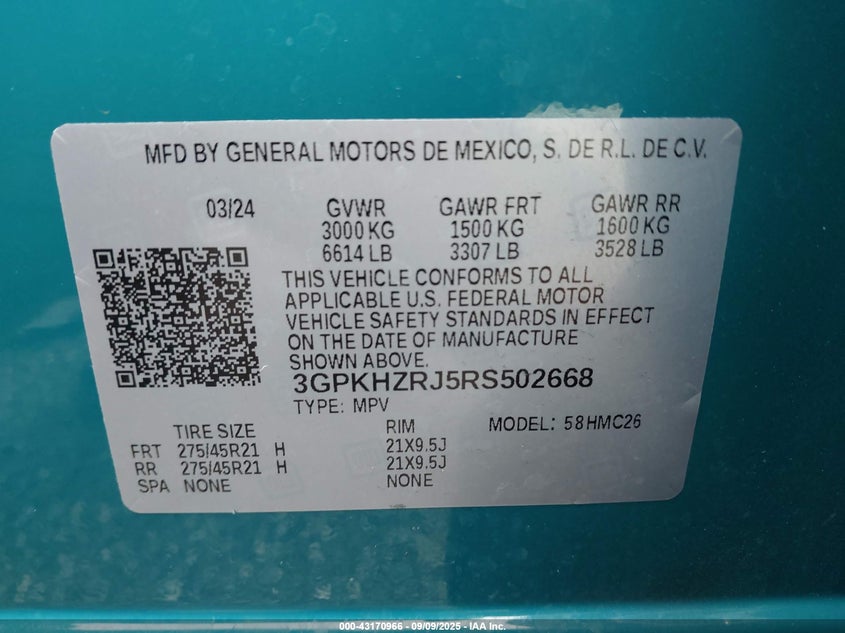 MFD BY GENERAL MOTORS DE MEXICO, S. DE R.L. DE C.V.
03/24 GVWR GAWR FRT GAWR RR
3000 KG 1500 KG 1600 KG
6614 LB 3307 LB 3528 LB
THIS VEHICLE CONFORMS TO ALL
APPLICABLE U.S. FEDERAL MOTOR
VEHICLE SAFETY STANDARDS IN EFFECT
ON THE DATE OF MANUFACTURE
SHOWN ABOVE.
3GPKHZRJ5RS502668
TYPE: MPV
TIRE SIZE RIM MODEL: 58HMC26
FRT 275/45R21 H 21X9.5J
RR 275/45R21 H 21X9.5J
SPA NONE NONE
000-43170966 - 09/09/2025 - IAA Inc.